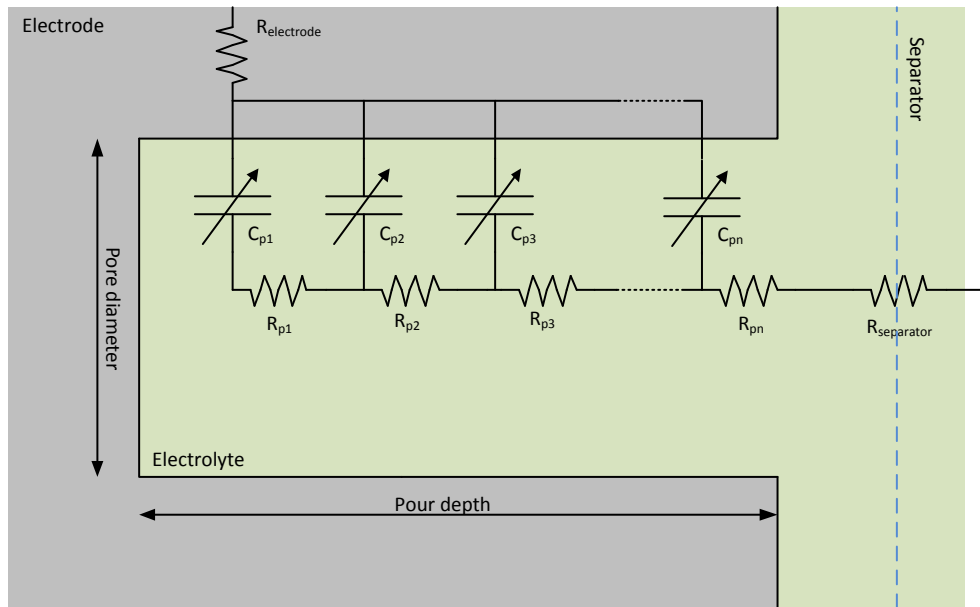 Electrode
Relectrode
Separator
Cp1
Cp2
Cp3
Cpn
Pore diameter
Rp1
Rp2
Rp3
Rpn
Rseparator
Electrolyte
Pour depth